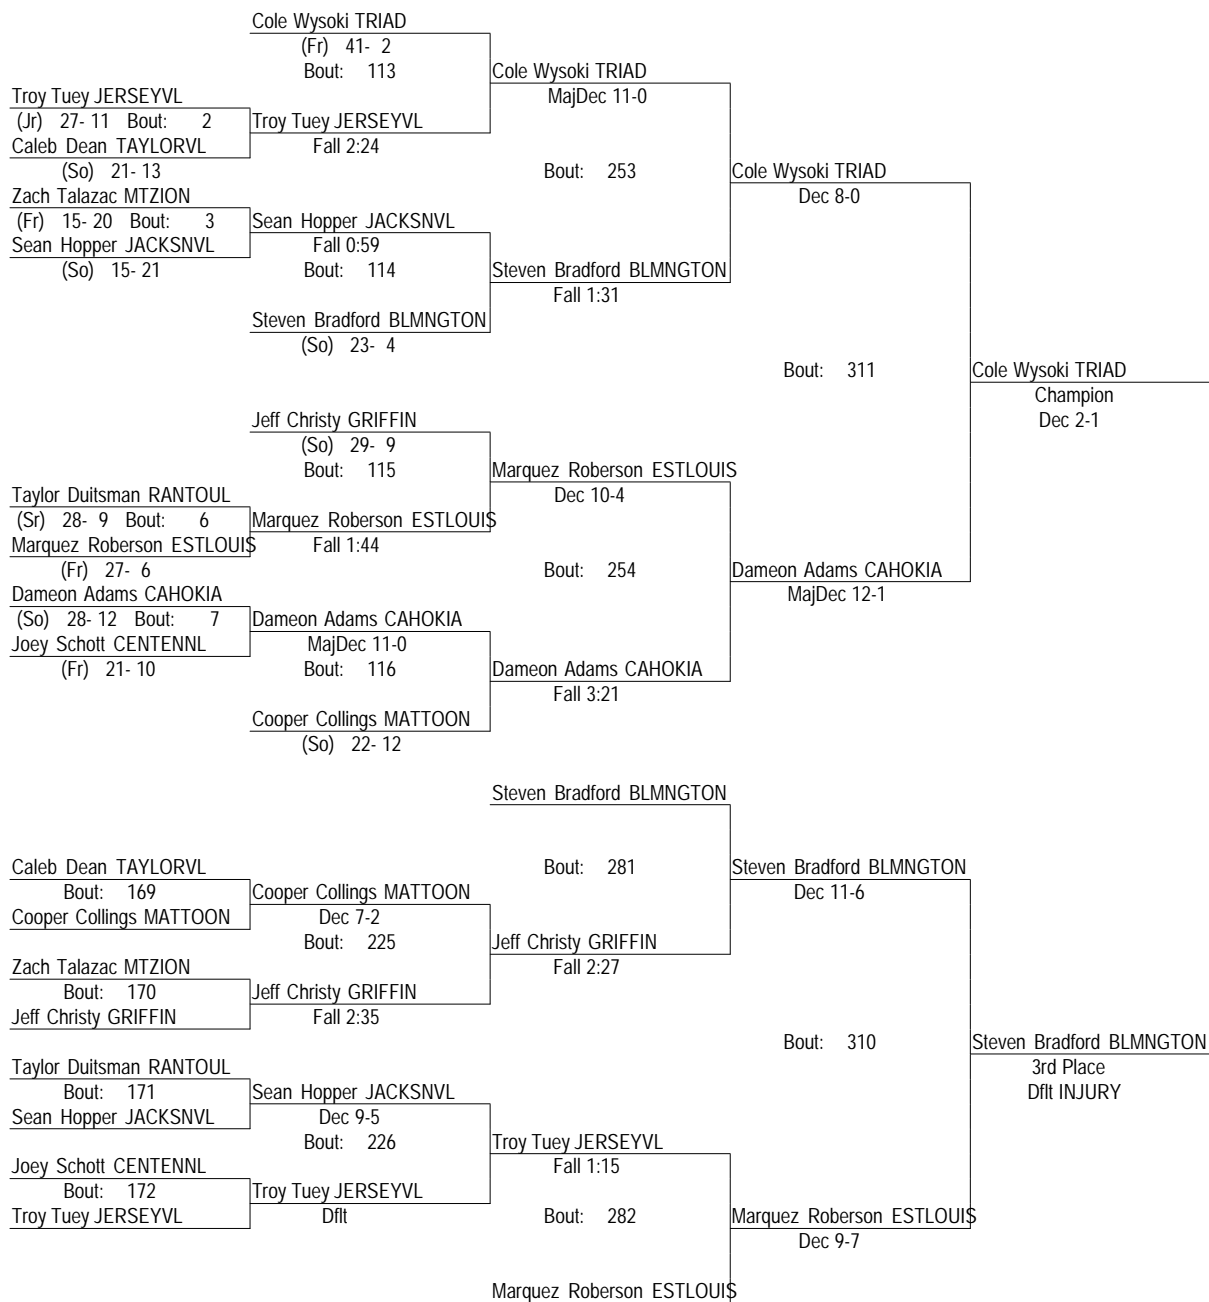 Cole Wysoki TRIAD
(Fr) 41- 2
Bout: 113
Cole Wysoki TRIAD
MajDec 11-0
Troy Tuey JERSEYVL
(Jr) 27- 11 Bout: 2
Troy Tuey JERSEYVL
Fall 2:24
Caleb Dean TAYLORVL
(So) 21- 13
Bout: 253
Cole Wysoki TRIAD
Dec 8-0
Zach Talazac MTZION
(Fr) 15- 20 Bout: 3
Sean Hopper JACKSNVL
Fall 0:59
Sean Hopper JACKSNVL
(So) 15- 21
Bout: 114
Steven Bradford BLMNGTON
Fall 1:31
Steven Bradford BLMNGTON
(So) 23- 4
Bout: 311
Cole Wysoki TRIAD
Champion
Dec 2-1
Jeff Christy GRIFFIN
(So) 29- 9
Bout: 115
Marquez Roberson ESTLOUIS
Dec 10-4
Taylor Duitsman RANTOUL
(Sr) 28- 9 Bout: 6
Marquez Roberson ESTLOUIS
Fall 1:44
Marquez Roberson ESTLOUIS
(Fr) 27- 6
Bout: 254
Dameon Adams CAHOKIA
MajDec 12-1
Dameon Adams CAHOKIA
(So) 28- 12 Bout: 7
Dameon Adams CAHOKIA
MajDec 11-0
Joey Schott CENTENNL
(Fr) 21- 10
Bout: 116
Dameon Adams CAHOKIA
Fall 3:21
Cooper Collings MATTOON
(So) 22- 12
Steven Bradford BLMNGTON
Bout: 281
Steven Bradford BLMNGTON
Dec 11-6
Caleb Dean TAYLORVL
Bout: 169
Cooper Collings MATTOON
Dec 7-2
Cooper Collings MATTOON
Bout: 225
Jeff Christy GRIFFIN
Fall 2:27
Zach Talazac MTZION
Bout: 170
Jeff Christy GRIFFIN
Fall 2:35
Jeff Christy GRIFFIN
Bout: 310
Steven Bradford BLMNGTON
3rd Place
Dflt INJURY
Taylor Duitsman RANTOUL
Bout: 171
Sean Hopper JACKSNVL
Dec 9-5
Sean Hopper JACKSNVL
Bout: 226
Troy Tuey JERSEYVL
Fall 1:15
Joey Schott CENTENNL
Bout: 172
Troy Tuey JERSEYVL
Dflt
Troy Tuey JERSEYVL
Bout: 282
Marquez Roberson ESTLOUIS
Dec 9-7
Marquez Roberson ESTLOUIS